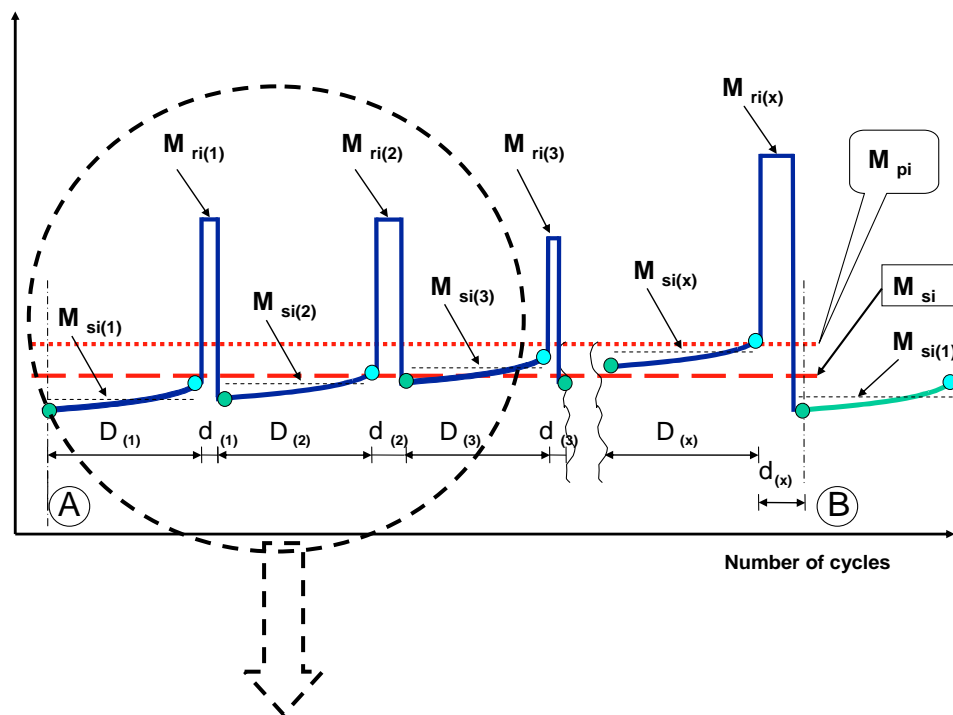 M ri(x)
M ri(1)
M ri(2)
M ri(3)
M pi
M si(1)
M si(2)
M si(3)
M si(x)
M si
M si(1)
D (1)
d (1)
D (2)
d (2)
D (3)
d (3)
D (x)
d (x)
A
B
Number of cycles